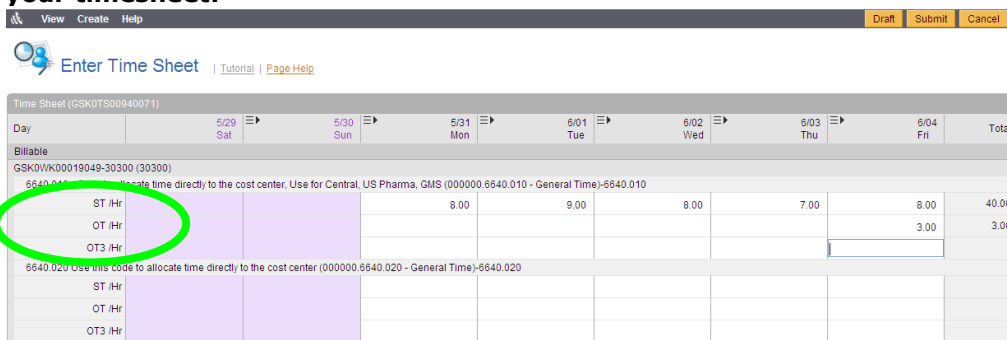 your timesheet:
View Create Help Draft Submit Cancel
Enter Time Sheet | Tutorial | Page Help
Time Sheet (GSK0TS00940071)
Day 5/29 Sat 5/30 Sun 5/31 Mon 6/01 Tue 6/02 Wed 6/03 Thu 6/04 Fri Tota
Billable
GSK0WK00019049-30300 (30300)
cate time directly to the cost center, Use for Central, US Pharma, GMS (000000.6640.010 - General Time)-6640.010
ST /Hr 8.00 9.00 8.00 7.00 8.00 40.00
OT /Hr 3.00 3.00
OT3 /Hr
6640.020 Use this code to allocate time directly to the cost center (000000.6640.020 - General Time)-6640.020
ST /Hr
OT /Hr
OT3 /Hr